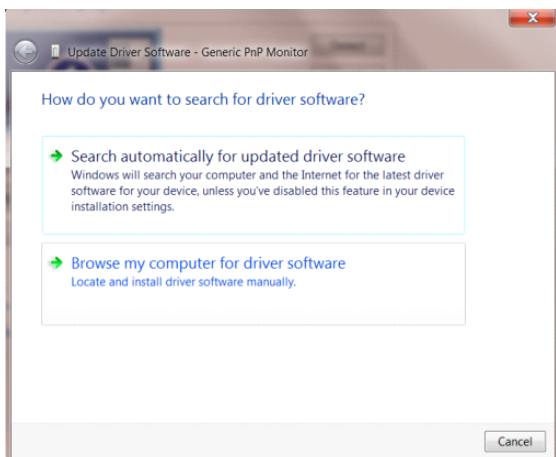 Update Driver Software - Generic PnP Monitor
How do you want to search for driver software?
Search automatically for updated driver software
Windows will search your computer and the Internet for the latest driver
software for your device, unless you've disabled this feature in your device
installation settings.
Browse my computer for driver software
Locate and install driver software manually.
Cancel